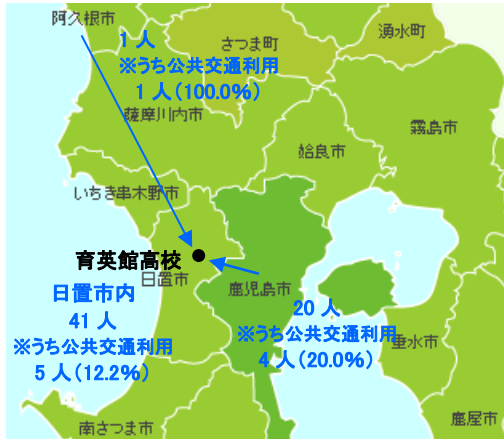 阿久根市
1 人
※うち公共交通利用
1 人（100.0%）
さつま町
湧水町
薩摩川内市
霧島市
姶良市
いちき串木野市
育英館高校
日置市
日置市内
41 人
※うち公共交通利用
5 人（12.2%）
鹿児島市
20 人
※うち公共交通利用
4 人（20.0%）
垂水市
南さつま市
鹿屋市